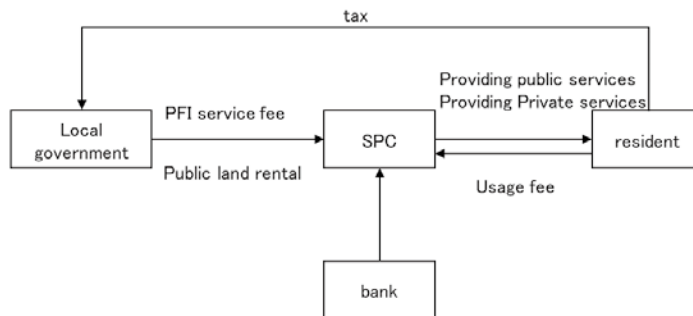 tax
Providing public services
Providing Private services
PFI service fee
Local
government
SPC
resident
Public land rental
Usage fee
bank